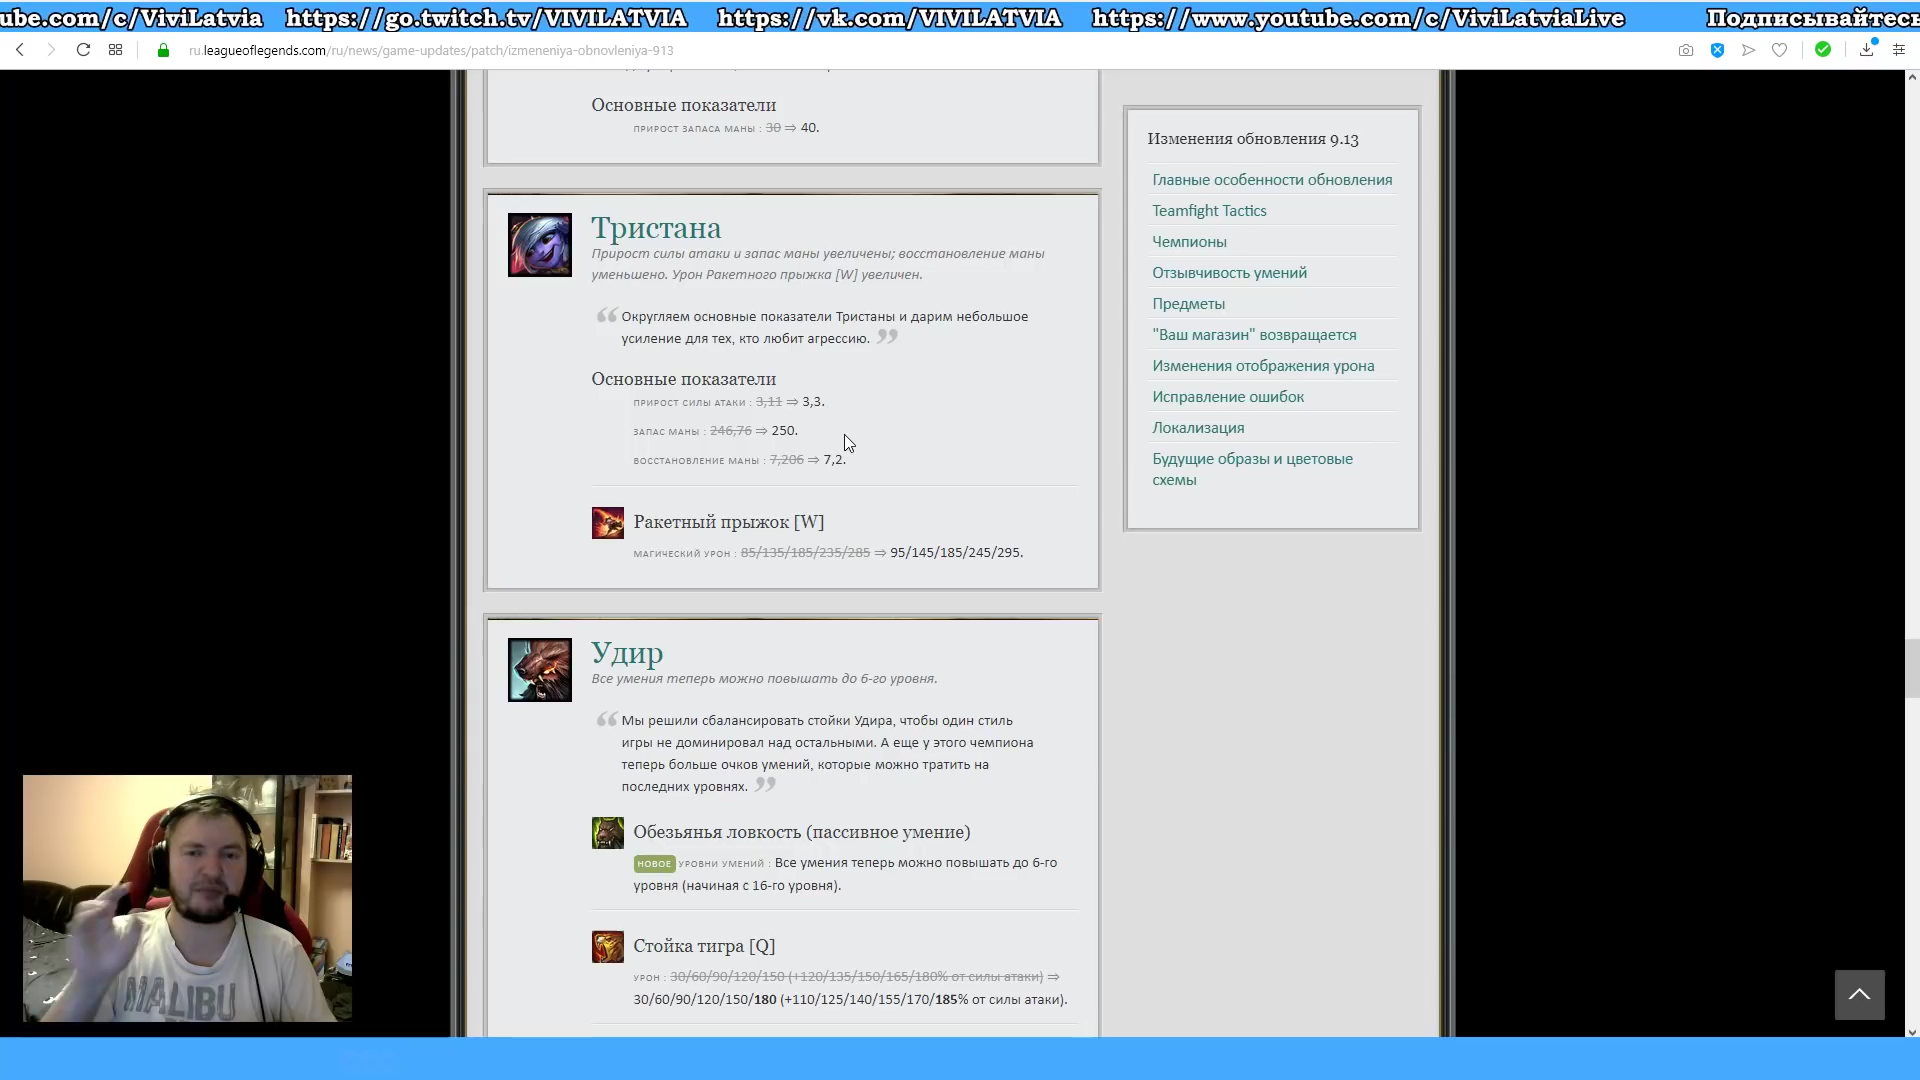 ube.com/c/ViviLatvia https://go.twitch.tv/VIVILATVIA https://vk.com/VIVILATVIA https://www.youtube.com/c/ViviLatviaLive Подписывайтесь
ru.leagueoflegends.com/ru/news/game-updates/patch/izmeneniya-obnovleniya-913
Основные показатели
ПРИРОСТ ЗАПАСА МАНЫ : 30 ⇒ 40.
Тристана
Прирост силы атаки и запас маны увеличены; восстановление маны
уменьшено. Урон Ракетного прыжка [W] увеличен.
“ Округляем основные показатели Тристаны и дарим небольшое
усиление для тех, кто любит агрессию. ”
Основные показатели
ПРИРОСТ СИЛЫ АТАКИ : 3,11 ⇒ 3,3.
ЗАПАС МАНЫ : 246,76 ⇒ 250.
ВОССТАНОВЛЕНИЕ МАНЫ : 7,206 ⇒ 7,2.
Ракетный прыжок [W]
МАГИЧЕСКИЙ УРОН : 85/135/185/235/285 ⇒ 95/145/185/245/295.
Удир
Все умения теперь можно повышать до 6-го уровня.
“ Мы решили сбалансировать стойки Удира, чтобы один стиль
игры не доминировал над остальными. А еще у этого чемпиона
теперь больше очков умений, которые можно тратить на
последних уровнях. ”
Обезьянья ловкость (пассивное умение)
НОВОЕ УРОВНИ УМЕНИЙ : Все умения теперь можно повышать до 6-го
уровня (начиная с 16-го уровня).
Стойка тигра [Q]
УРОН : 30/60/90/120/150 (+120/135/150/165/180% от силы атаки) ⇒
30/60/90/120/150/180 (+110/125/140/155/170/185% от силы атаки).
Изменения обновления 9.13
Главные особенности обновления
Teamfight Tactics
Чемпионы
Отзывчивость умений
Предметы
"Ваш магазин" возвращается
Изменения отображения урона
Исправление ошибок
Локализация
Будущие образы и цветовые
схемы
MALIBU